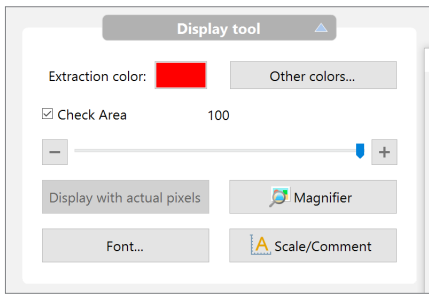 Display tool
Extraction color:
Other colors...
Check Area
100
Display with actual pixels
Magnifier
Font...
Scale/Comment